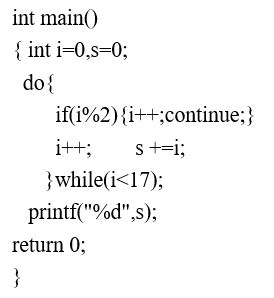 int main()
{ int i=0,s=0;
do{
if(i%2){i++;continue;}
i++; s +=i;
}while(i<17);
printf("%d",s);
return 0;
}